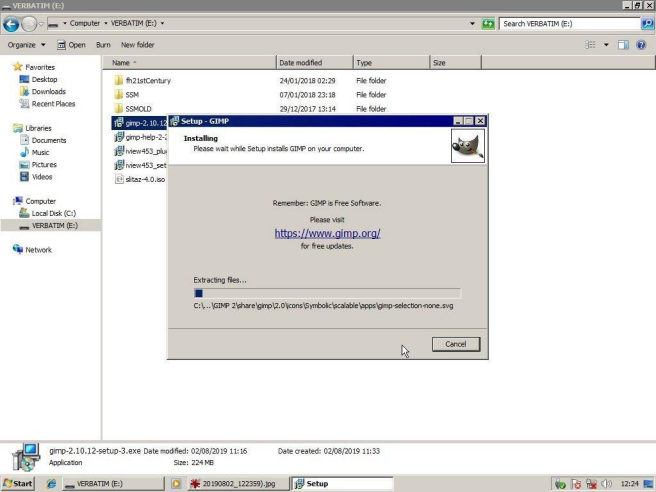 VERBATIM (E:)
Computer
VERBATIM (E:)
Search VERBATIM (E:)
Organize
Open
Burn
New folder
Name
Date modified
Type
Size
Favorites
Desktop
Downloads
Recent Places
Libraries
Documents
Music
Pictures
Videos
Computer
Local Disk (C:)
VERBATIM (E:)
Network
fh21stCentury 24/01/2018 02:29 File folder
SSM 07/01/2018 23:18 File folder
SSMOLD 29/12/2017 13:14 File folder
gimp-2.10.12
gimp-help-2-2
iview453_plu
iview453_set
slitaz-4.0.iso
Setup - GIMP
Installing
Please wait while Setup installs GIMP on your computer.
Remember: GIMP is Free Software.
Please visit
https://www.gimp.org/
for free updates.
Extracting files...
C:\...\GIMP 2\share\gimp\2.0\icons\Symbolic\scalable\apps\gimp-selection-none.svg
Cancel
gimp-2.10.12-setup-3.exe Date modified: 02/08/2019 11:16 Date created: 02/08/2019 11:33
Application Size: 224 MB
Start
VERBATIM (E:)
20190802_122359).jpg
Setup
12:24